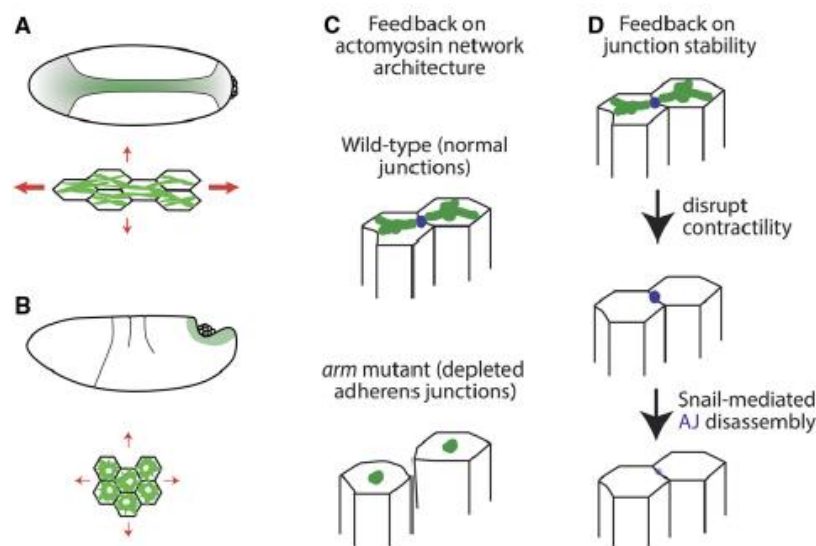 A
B
C
Feedback on
actomyosin network
architecture
Wild-type (normal
junctions)
arm mutant (depleted
adherens junctions)
D
Feedback on
junction stability
disrupt
contractility
Snail-mediated
AJ disassembly